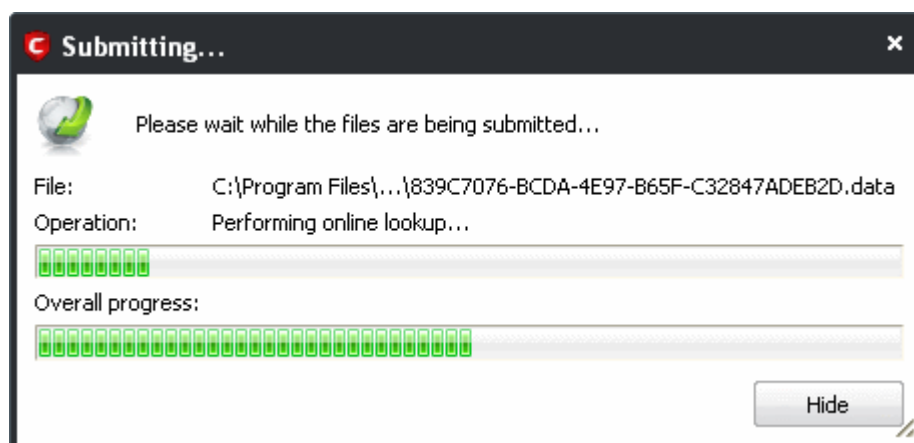 Submitting...
Please wait while the files are being submitted...
File: C:\Program Files\...\839C7076-BCDA-4E97-B65F-C32847ADEB2D.data
Operation: Performing online lookup...
Overall progress:
Hide